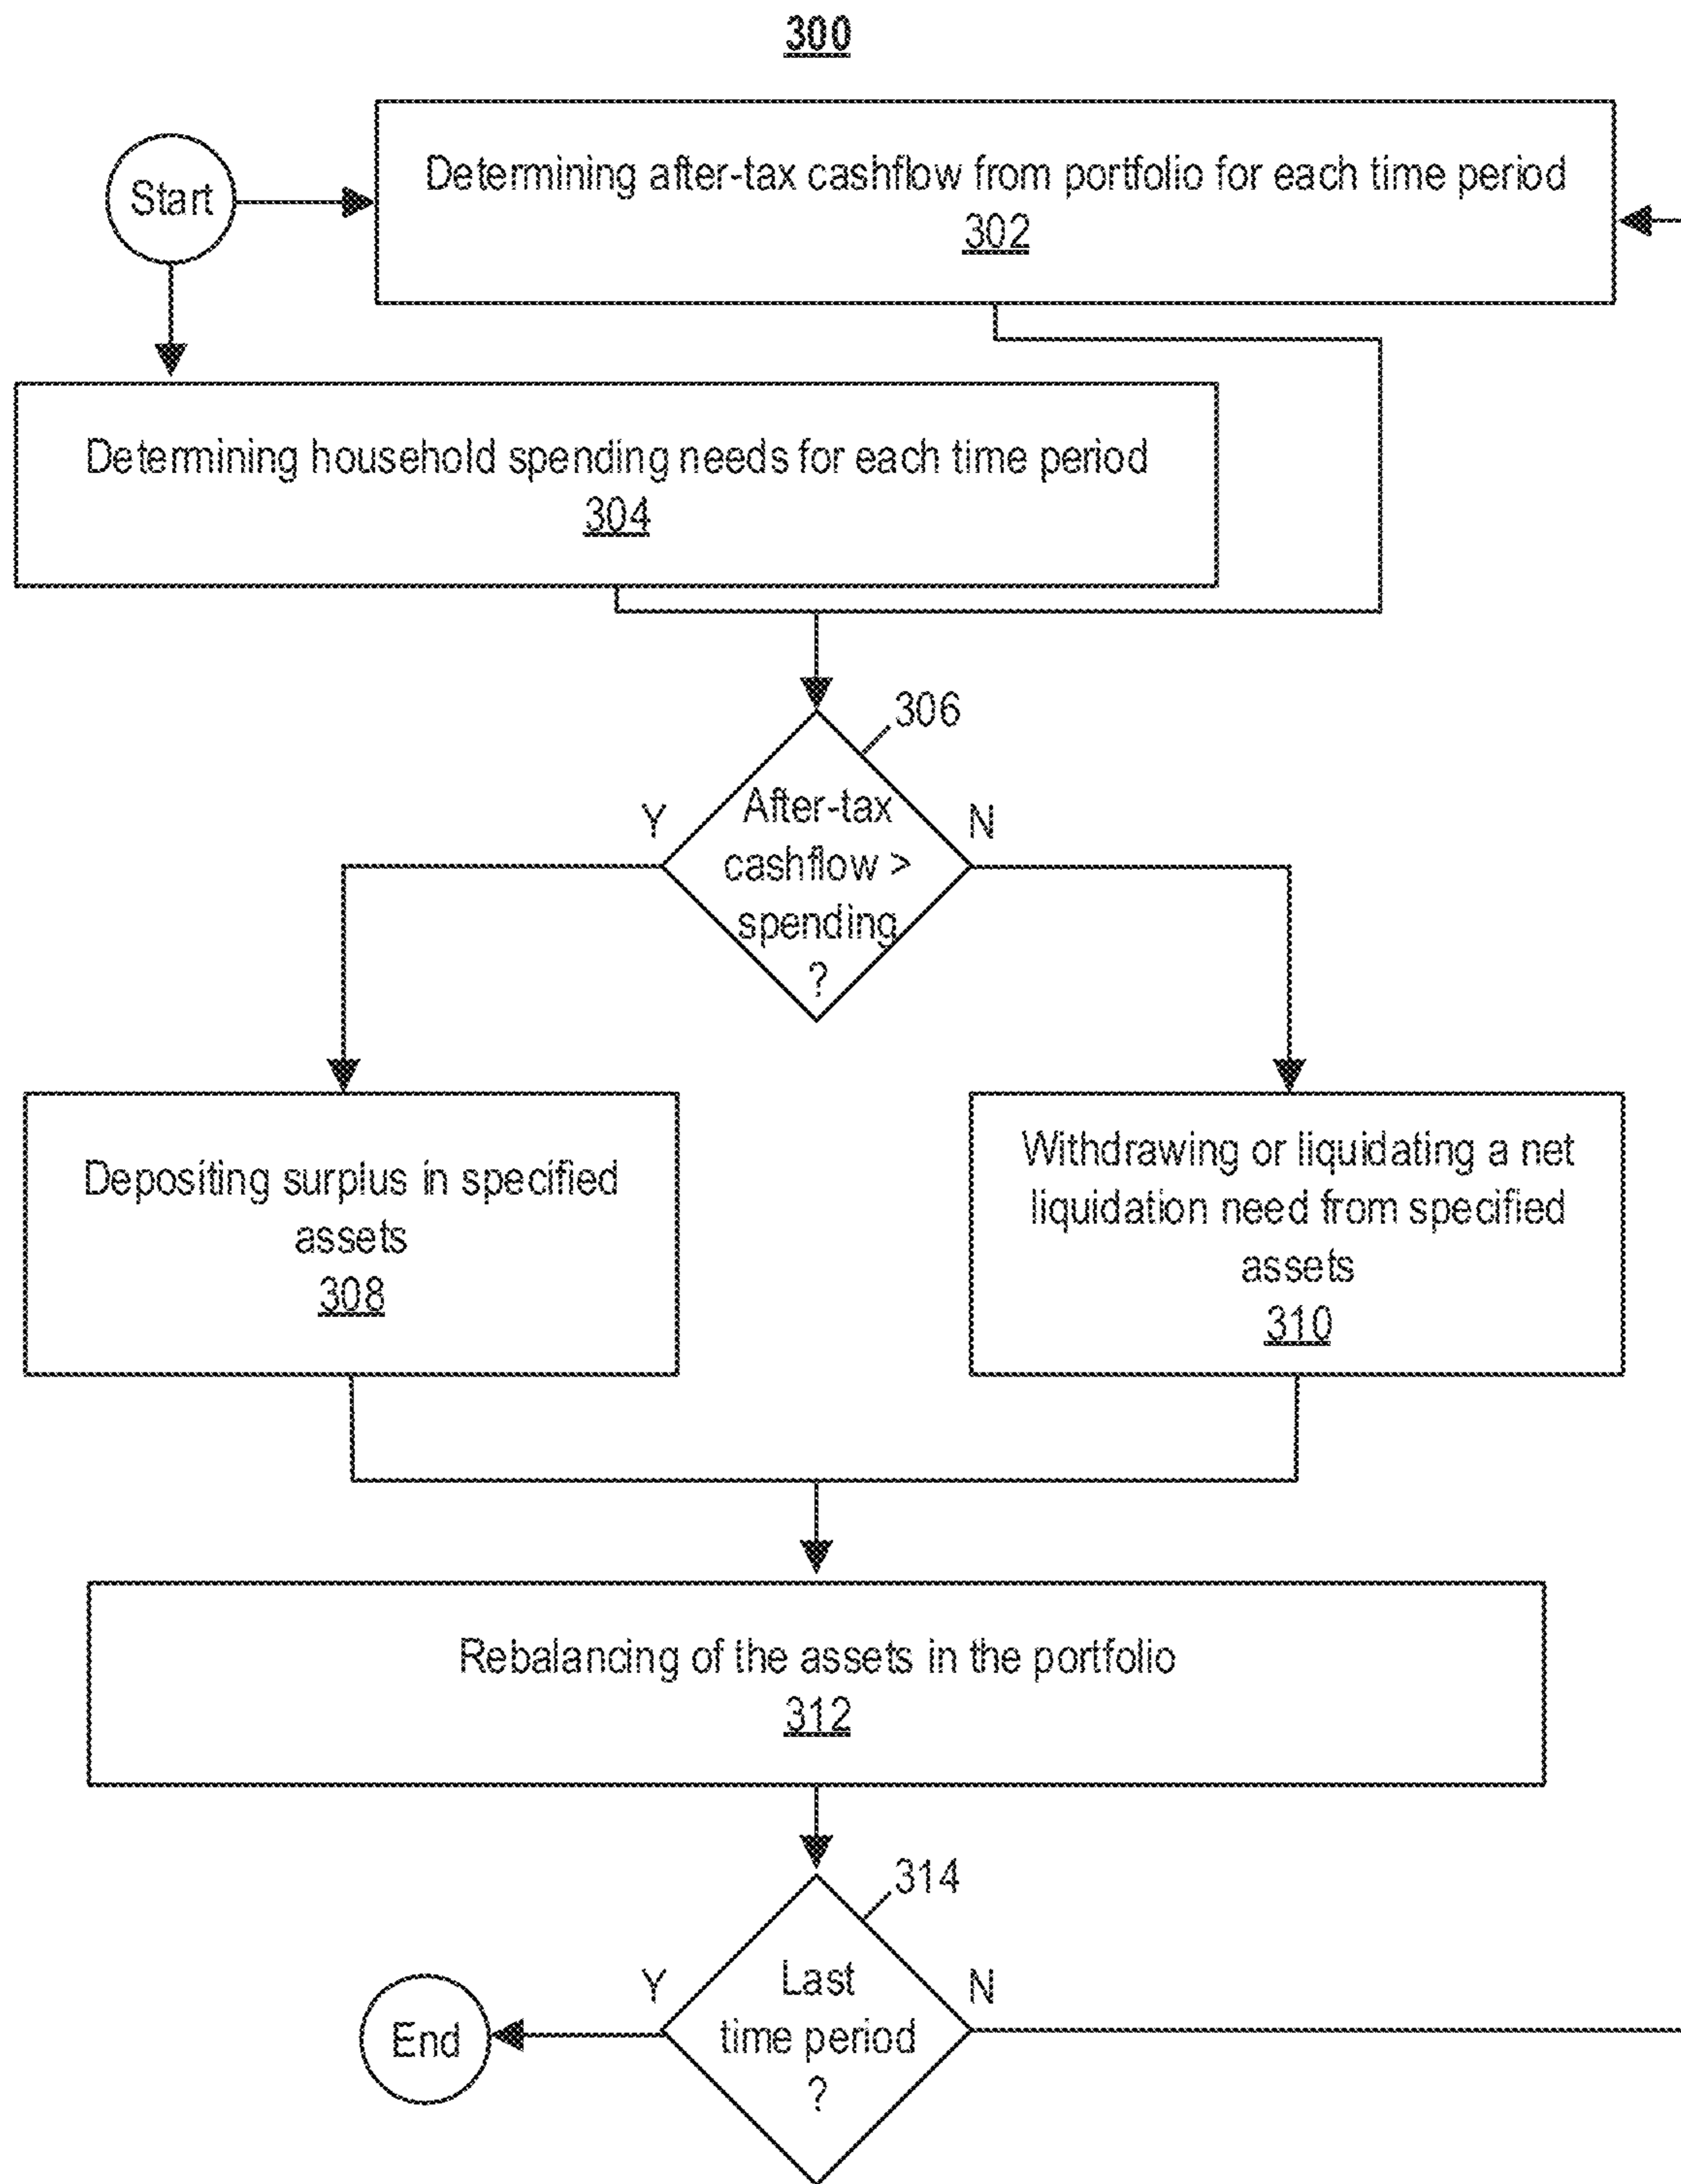 300
Start
Determining after-tax cashflow from portfolio for each time period
302
Determining household spending needs for each time period
304
306
Y
After-tax
cashflow >
spending
?
N
Depositing surplus in specified
assets
308
Withdrawing or liquidating a net
liquidation need from specified
assets
310
Rebalancing of the assets in the portfolio
312
314
Y
Last
time period
?
N
End